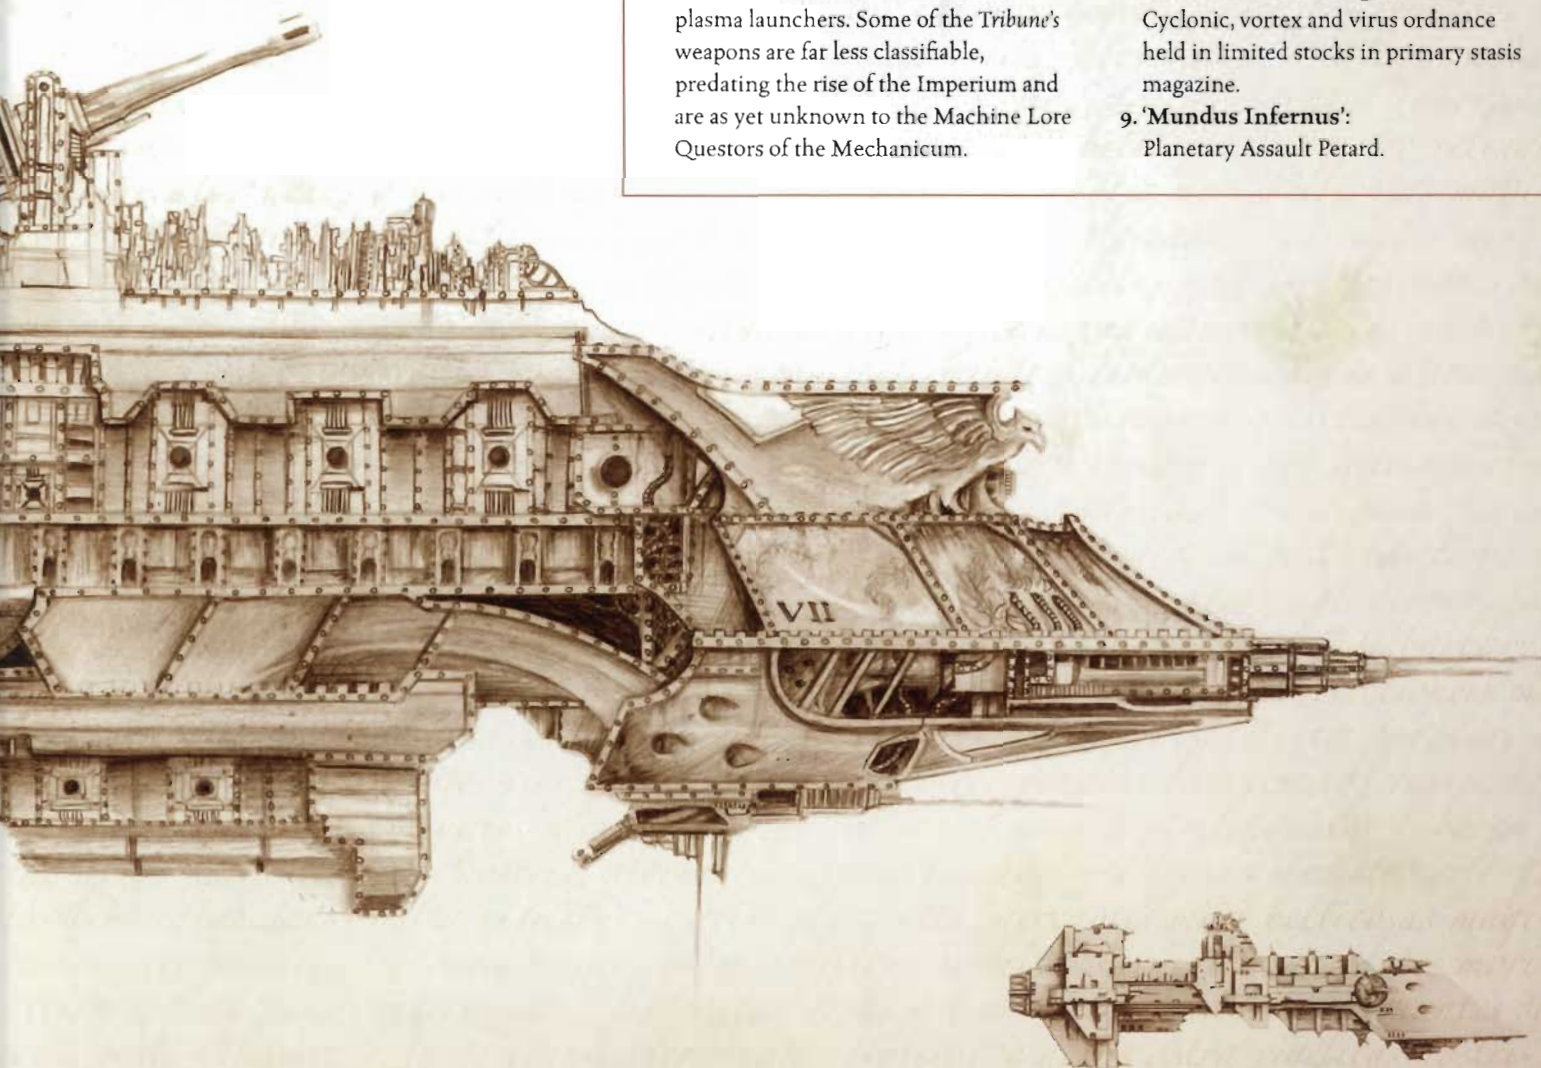 plasma launchers. Some of the Tribune's
weapons are far less classifiable,
predating the rise of the Imperium and
are as yet unknown to the Machine Lore
Questors of the Mechanicum.
Cyclonic, vortex and virus ordnance
held in limited stocks in primary stasis
magazine.
9. 'Mundus Infernus':
Planetary Assault Petard.
VII